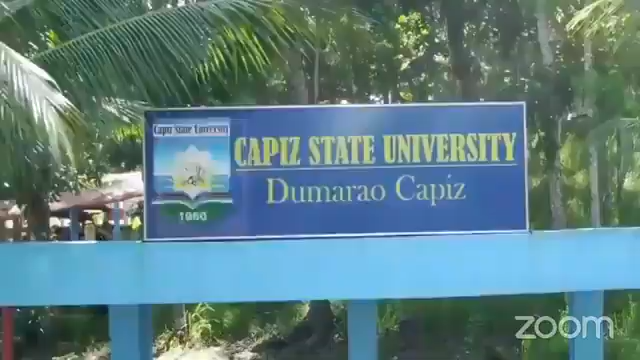 Capiz State University
CAPIZ STATE UNIVERSITY
Dumarao Capiz
1980
zoom